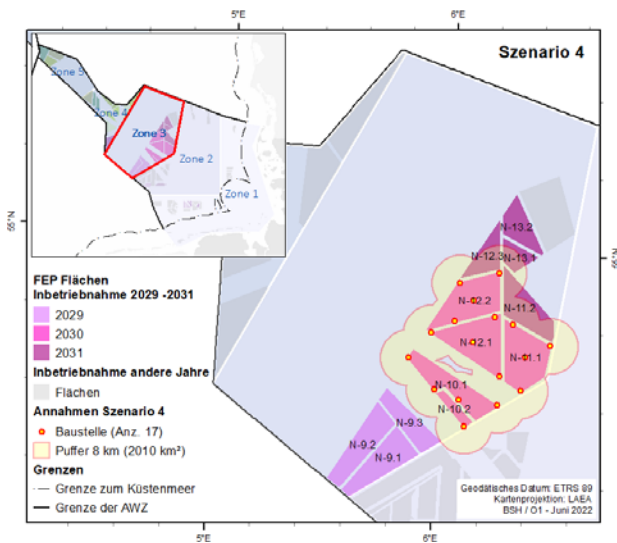 5°E
6°E
Szenario 4
Zone 5
Zone 4
Zone 3
Zone 2
Zone 1
55°N
55°N
N-13.2
N-12.3
N-13.1
N-12.2
N-11.2
N-12.1
N-11.1
N-10.1
N-10.2
N-9.3
N-9.2
N-9.1
FEP Flächen
Inbetriebnahme 2029 -2031
2029
2030
2031
Inbetriebnahme andere Jahre
Flächen
Annahmen Szenario 4
Baustelle (Anz. 17)
Puffer 8 km (2010 km²)
Grenzen
Grenze zum Küstenmeer
Grenze der AWZ
Geodätisches Datum: ETRS 89
Kartenprojektion: LAEA
BSH / O1 - Juni 2022
5°E
6°E